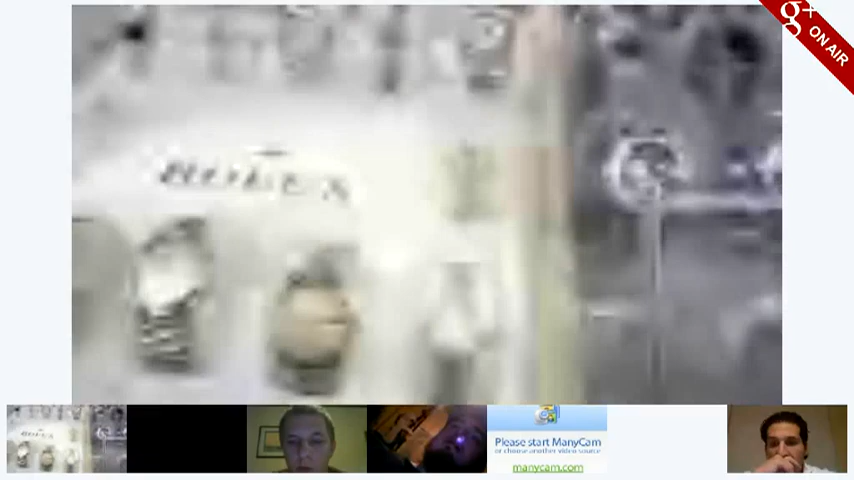 g+
ON AIR
ROLEX
Please start ManyCam
or choose another video source
manycam.com